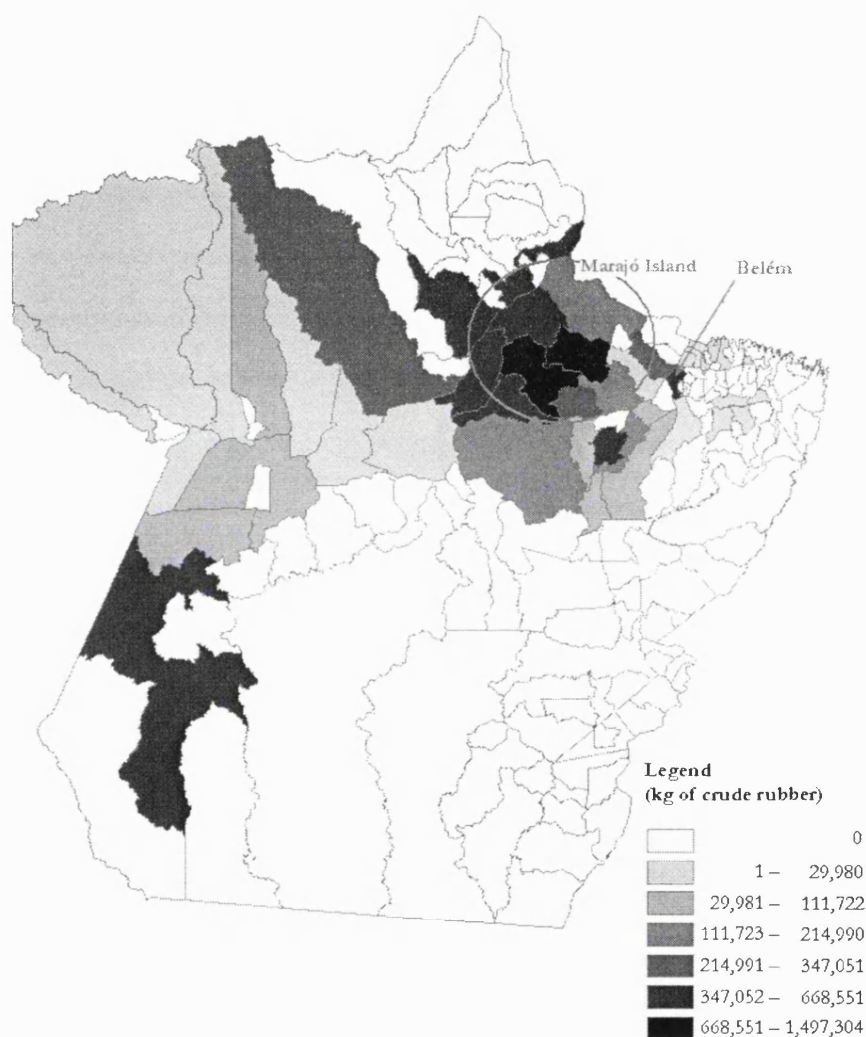 Marajó Island Belém
Legend
(kg of crude rubber)
0
1 – 29,980
29,981 – 111,722
111,723 – 214,990
214,991 – 347,051
347,052 – 668,551
668,551 – 1,497,304